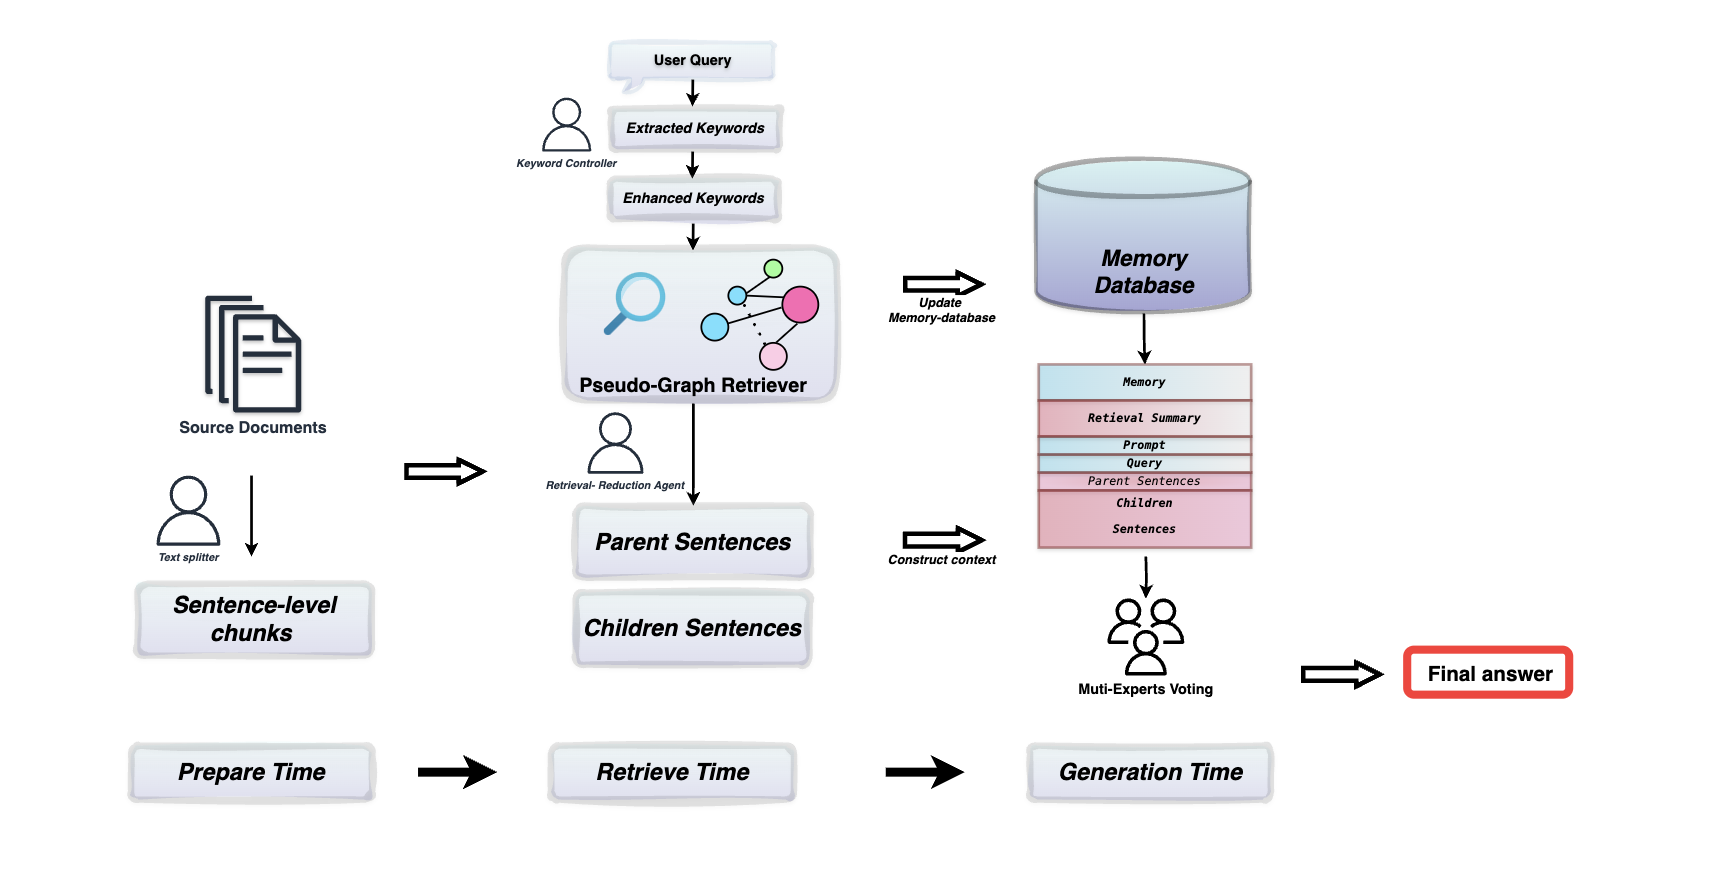 User Query
Extracted Keywords
Keyword Controller
Enhanced Keywords
Pseudo-Graph Retriever
Source Documents
Text splitter
Sentence-level
chunks
Retrieval- Reduction Agent
Parent Sentences
Children Sentences
Update
Memory-database
Construct context
Memory
Database
Memory
Retieval Summary
Prompt
Query
Parent Sentences
Children
Sentences
Muti-Experts Voting
Final answer
Prepare Time
Retrieve Time
Generation Time